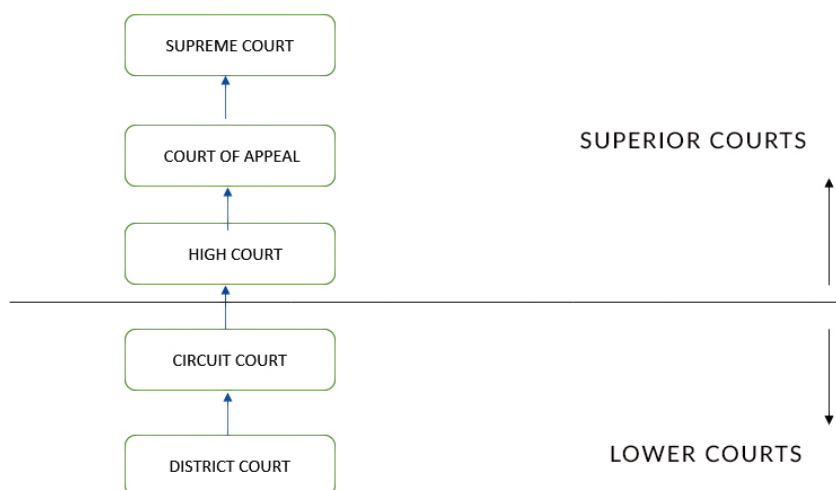 SUPREME COURT
COURT OF APPEAL
SUPERIOR COURTS
HIGH COURT
CIRCUIT COURT
LOWER COURTS
DISTRICT COURT